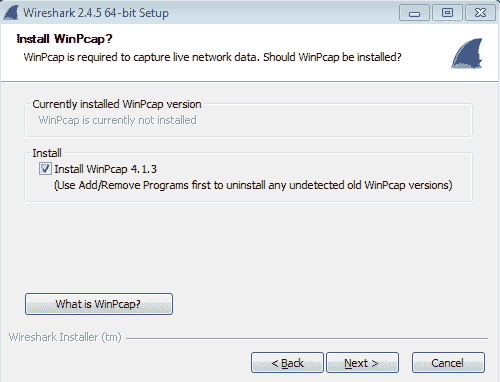 Wireshark 2.4.5 64-bit Setup
Install WinPcap?
WinPcap is required to capture live network data. Should WinPcap be installed?
Currently installed WinPcap version
WinPcap is currently not installed
Install
Install WinPcap 4.1.3
(Use Add/Remove Programs first to uninstall any undetected old WinPcap versions)
What is WinPcap?
Wireshark Installer (tm)
< Back Next > Cancel